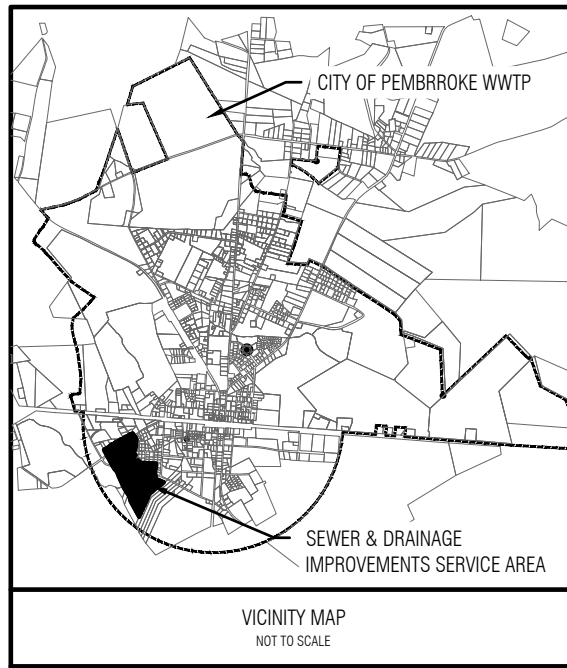 CITY OF PEMBRROKE WWTP
SEWER & DRAINAGE
IMPROVEMENTS SERVICE AREA
VICINITY MAP
NOT TO SCALE